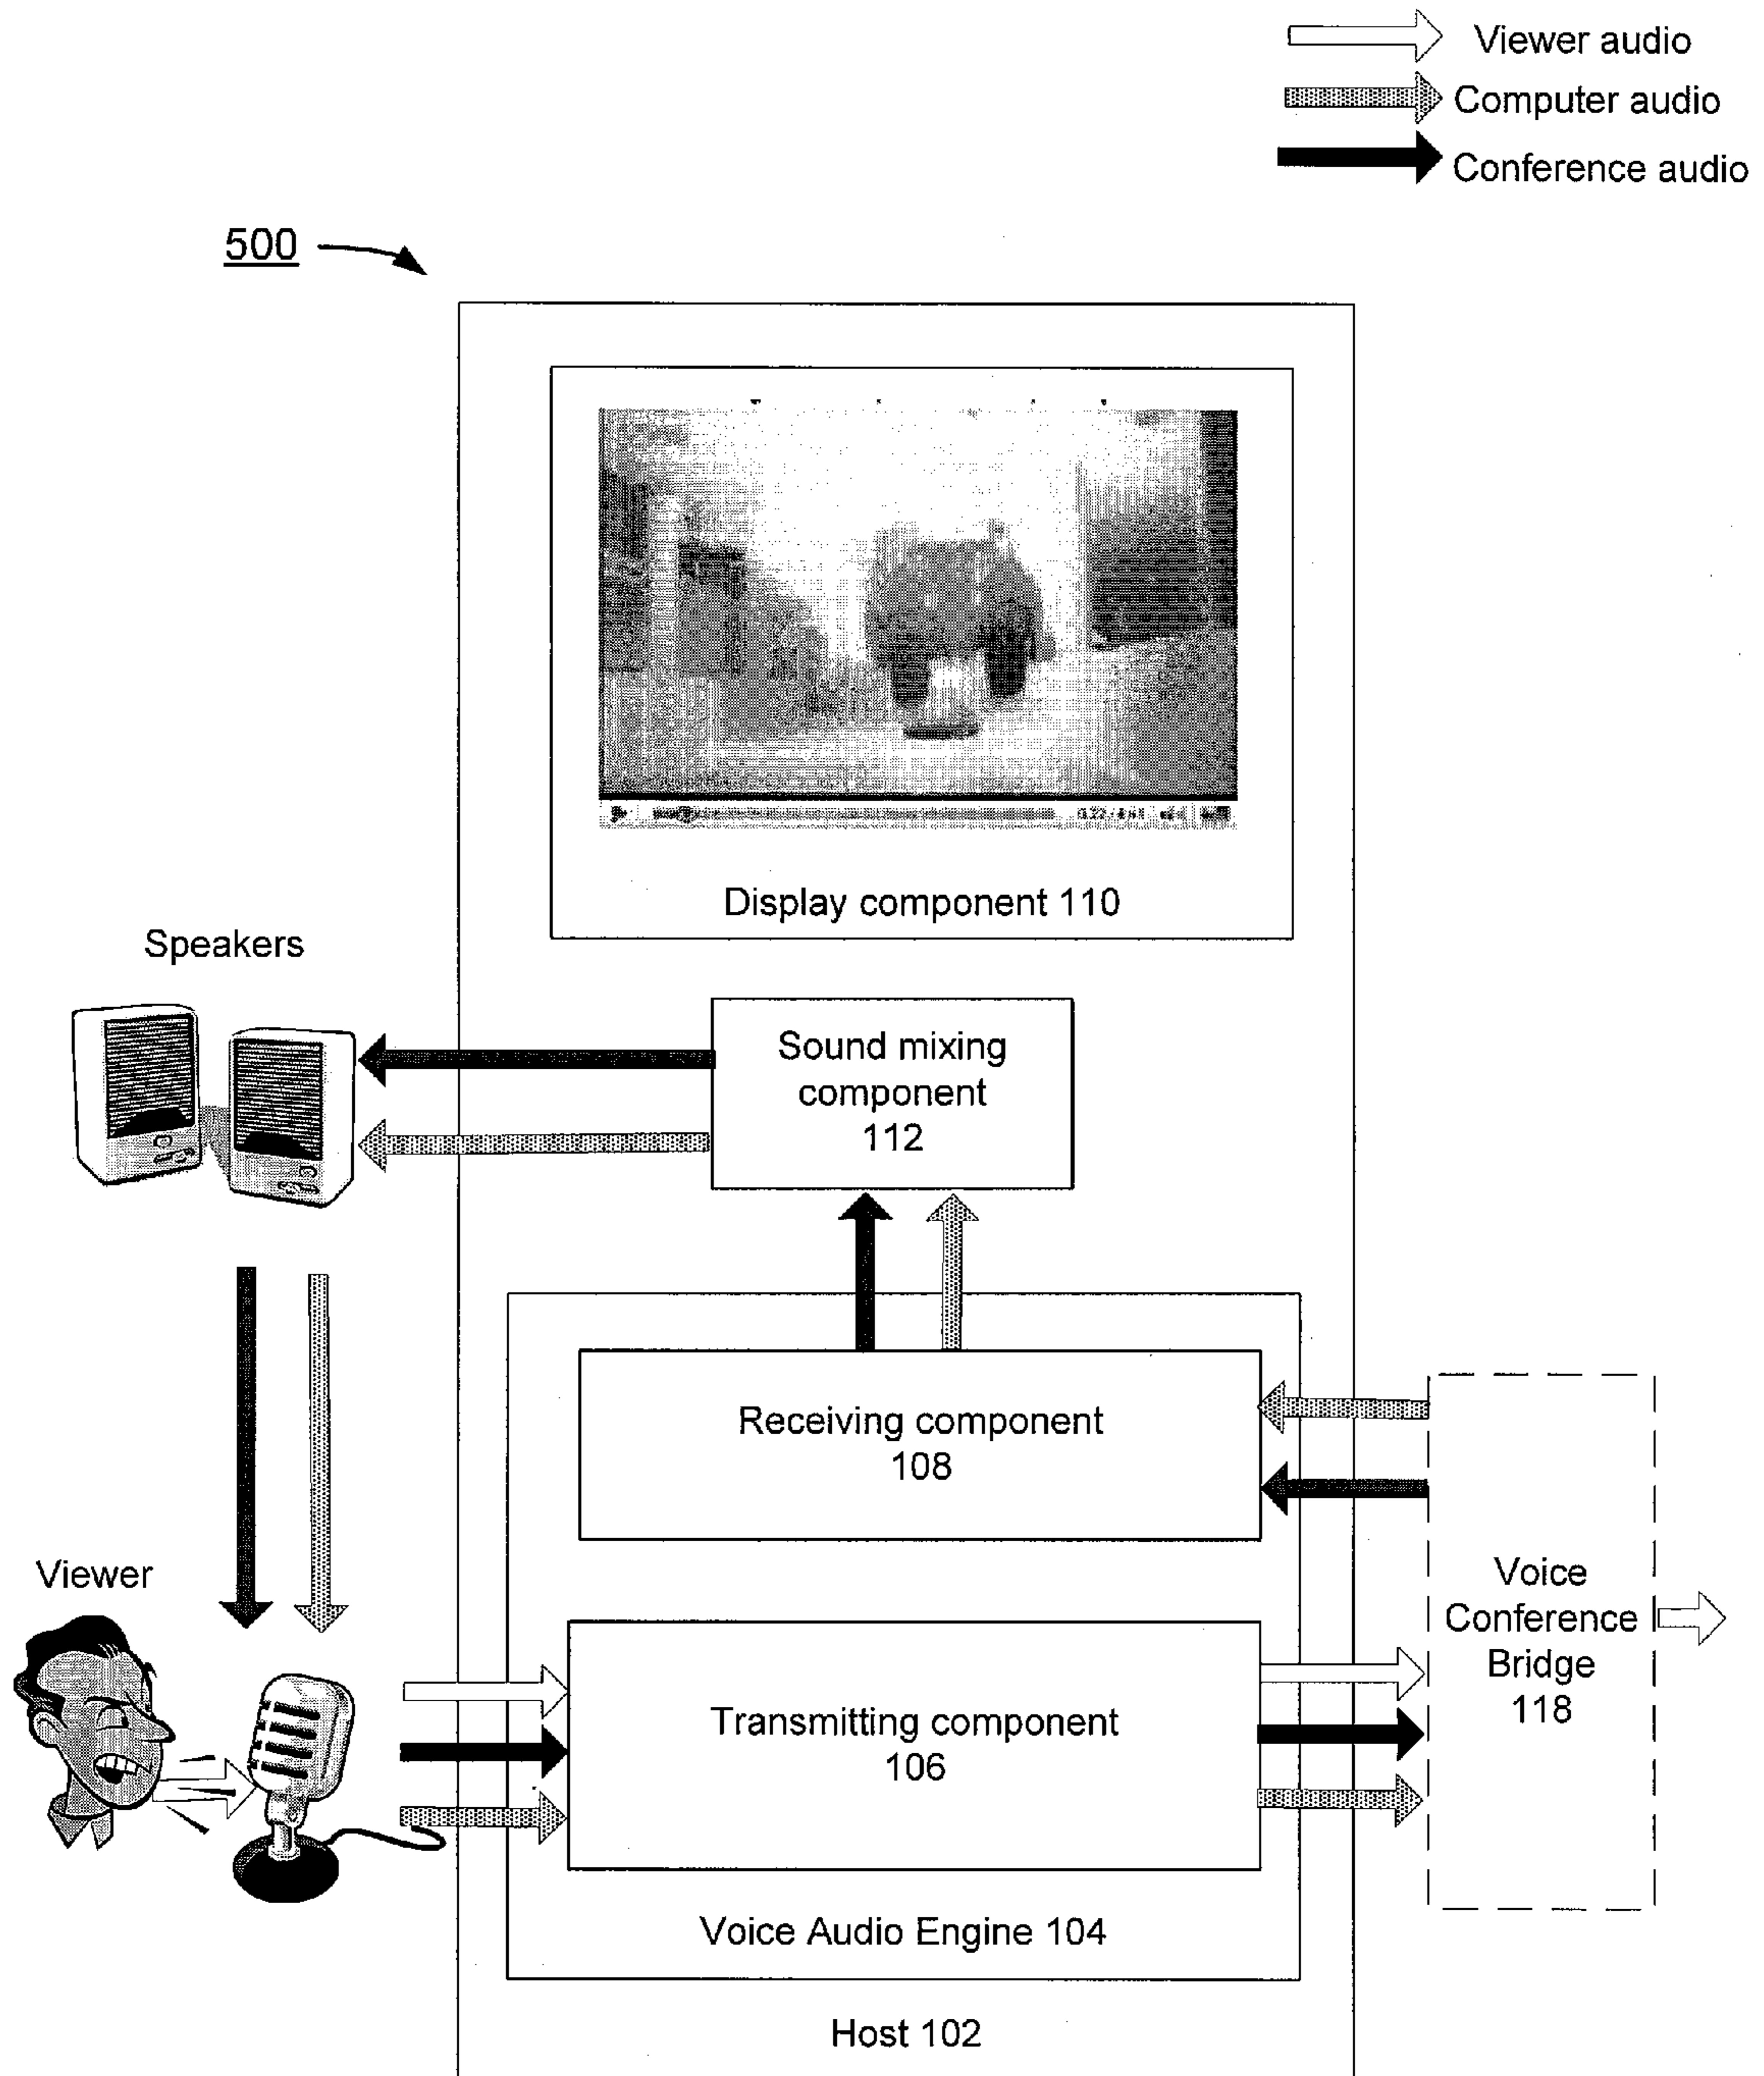 Viewer audio
Computer audio
Conference audio
500
Display component 110
Speakers
Sound mixing
component
112
Receiving component
108
Viewer
Voice
Conference
Bridge
118
Transmitting component
106
Voice Audio Engine 104
Host 102